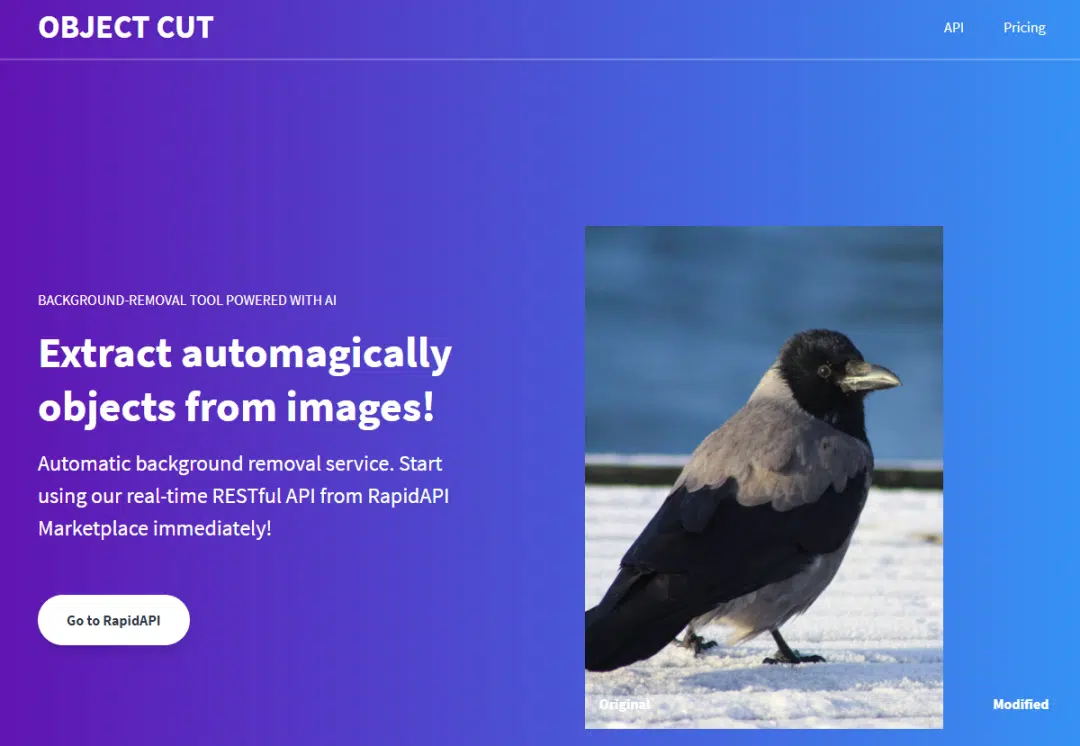 OBJECT CUT
API
Pricing
BACKGROUND-REMOVAL TOOL POWERED WITH AI
Extract automagically
objects from images!
Automatic background removal service. Start
using our real-time RESTful API from RapidAPI
Marketplace immediately!
Go to RapidAPI
Original
Modified